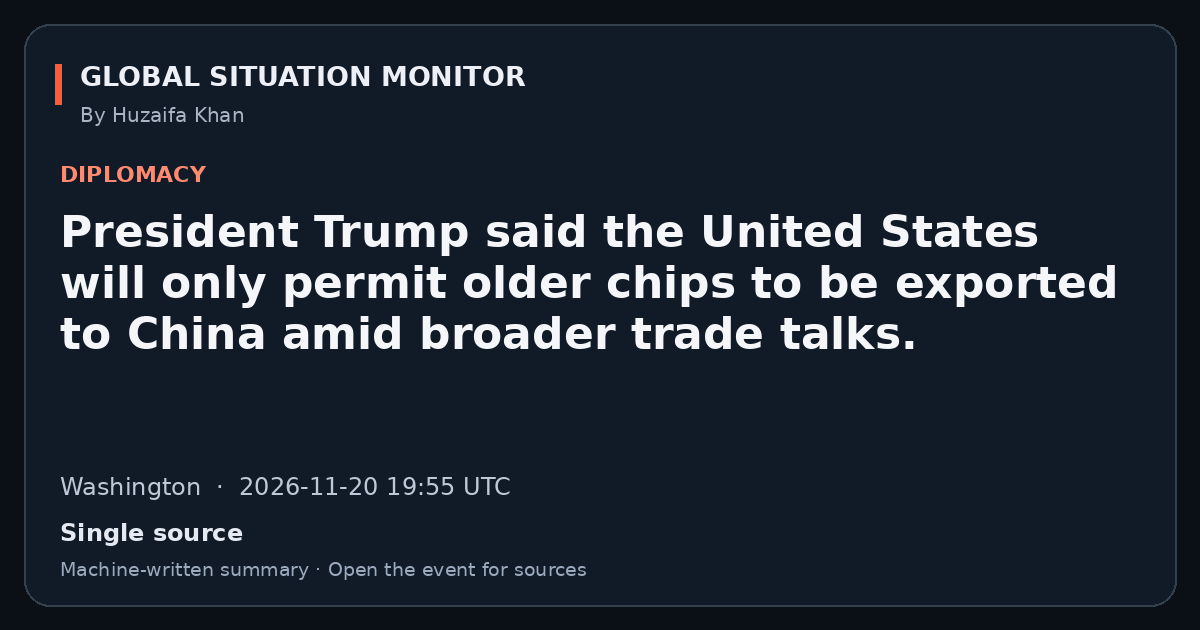 GLOBAL SITUATION MONITOR
By Huzaifa Khan
DIPLOMACY
President Trump said the United States
will only permit older chips to be exported
to China amid broader trade talks.
Washington · 2026-11-20 19:55 UTC
Single source
Machine-written summary · Open the event for sources